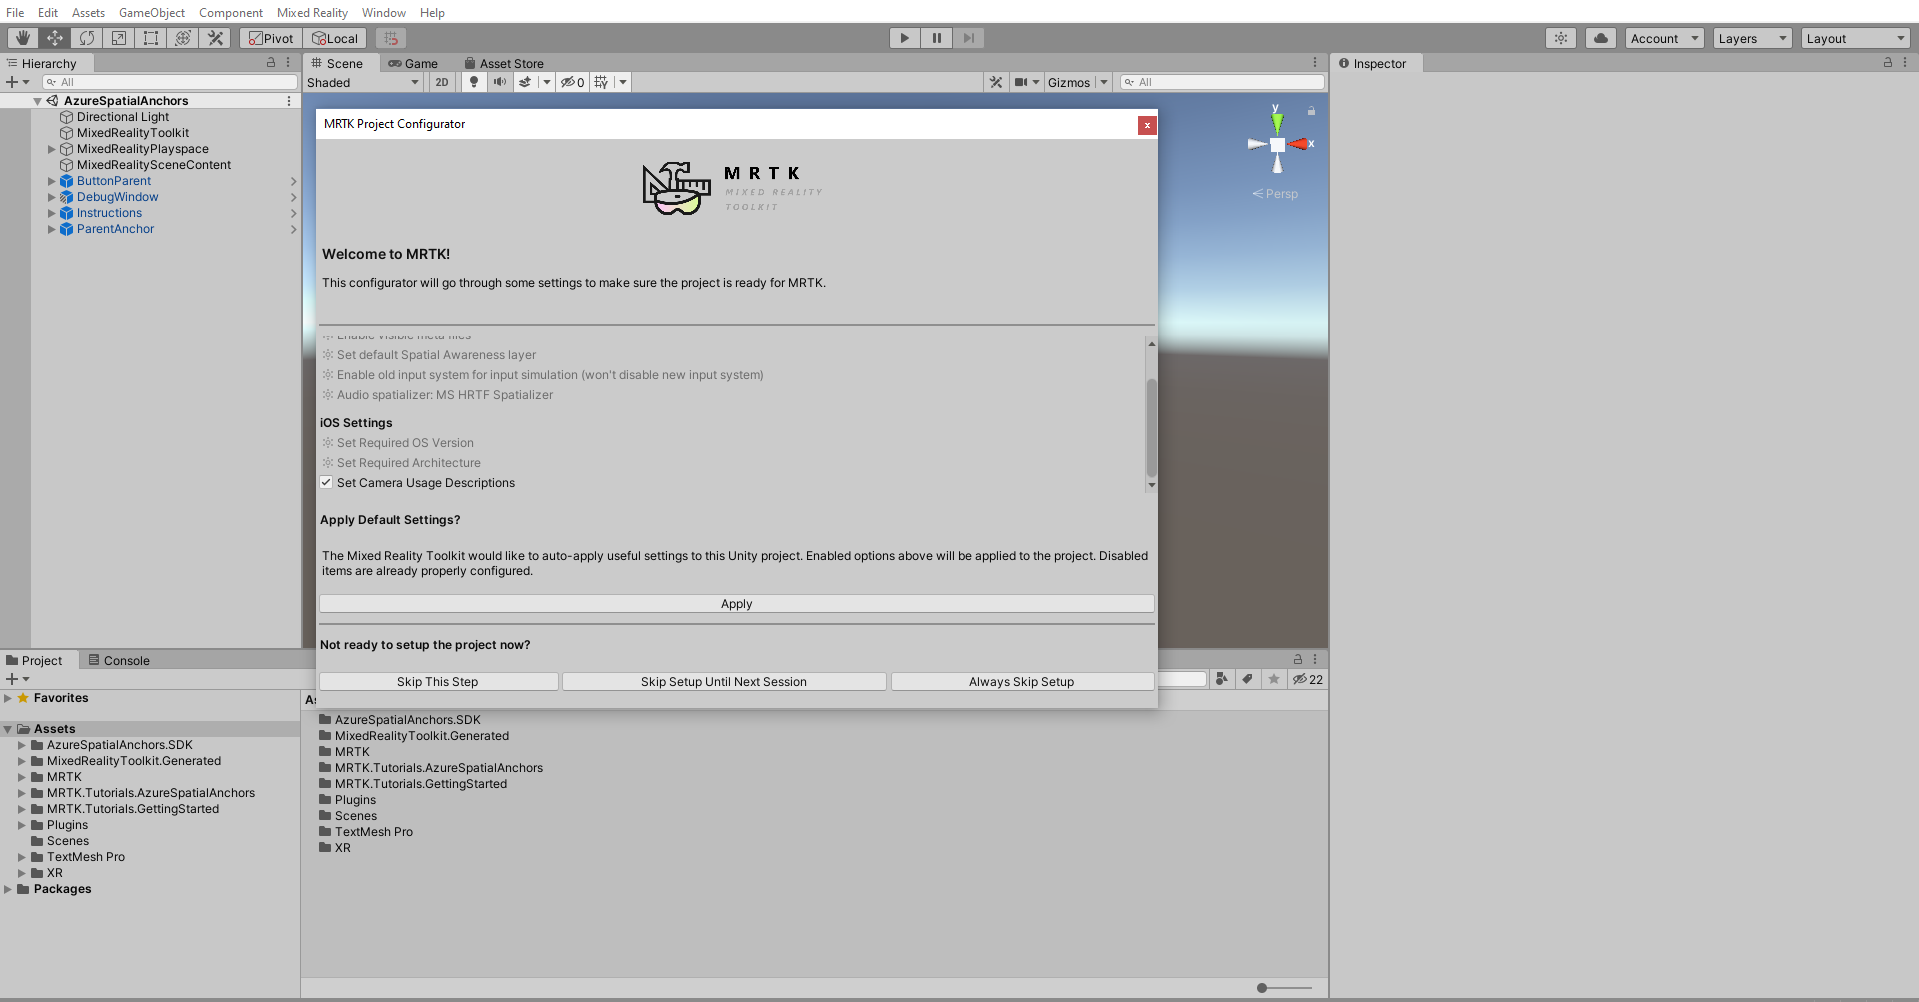 File Edit Assets GameObject Component Mixed Reality Window Help
Pivot Local
Account Layers Layout
Hierarchy
All
AzureSpatialAnchors
Directional Light
MixedRealityToolkit
MixedRealityPlayspace
MixedRealitySceneContent
ButtonParent
DebugWindow
Instructions
ParentAnchor
Scene Game Asset Store
Shaded 2D 0 Gizmos All
y
x
Persp
Inspector
MRTK Project Configurator
x
MRTK
MIXED REALITY
TOOLKIT
Welcome to MRTK!
This configurator will go through some settings to make sure the project is ready for MRTK.
Enable visible meta files
Set default Spatial Awareness layer
Enable old input system for input simulation (won't disable new input system)
Audio spatializer: MS HRTF Spatializer
iOS Settings
Set Required OS Version
Set Required Architecture
Set Camera Usage Descriptions
Apply Default Settings?
The Mixed Reality Toolkit would like to auto-apply useful settings to this Unity project. Enabled options above will be applied to the project. Disabled
items are already properly configured.
Apply
Not ready to setup the project now?
Skip This Step Skip Setup Until Next Session Always Skip Setup
Project Console
22
Favorites
Assets
AzureSpatialAnchors.SDK
MixedRealityToolkit.Generated
MRTK
MRTK.Tutorials.AzureSpatialAnchors
MRTK.Tutorials.GettingStarted
Plugins
Scenes
TextMesh Pro
XR
Packages
As
AzureSpatialAnchors.SDK
MixedRealityToolkit.Generated
MRTK
MRTK.Tutorials.AzureSpatialAnchors
MRTK.Tutorials.GettingStarted
Plugins
Scenes
TextMesh Pro
XR